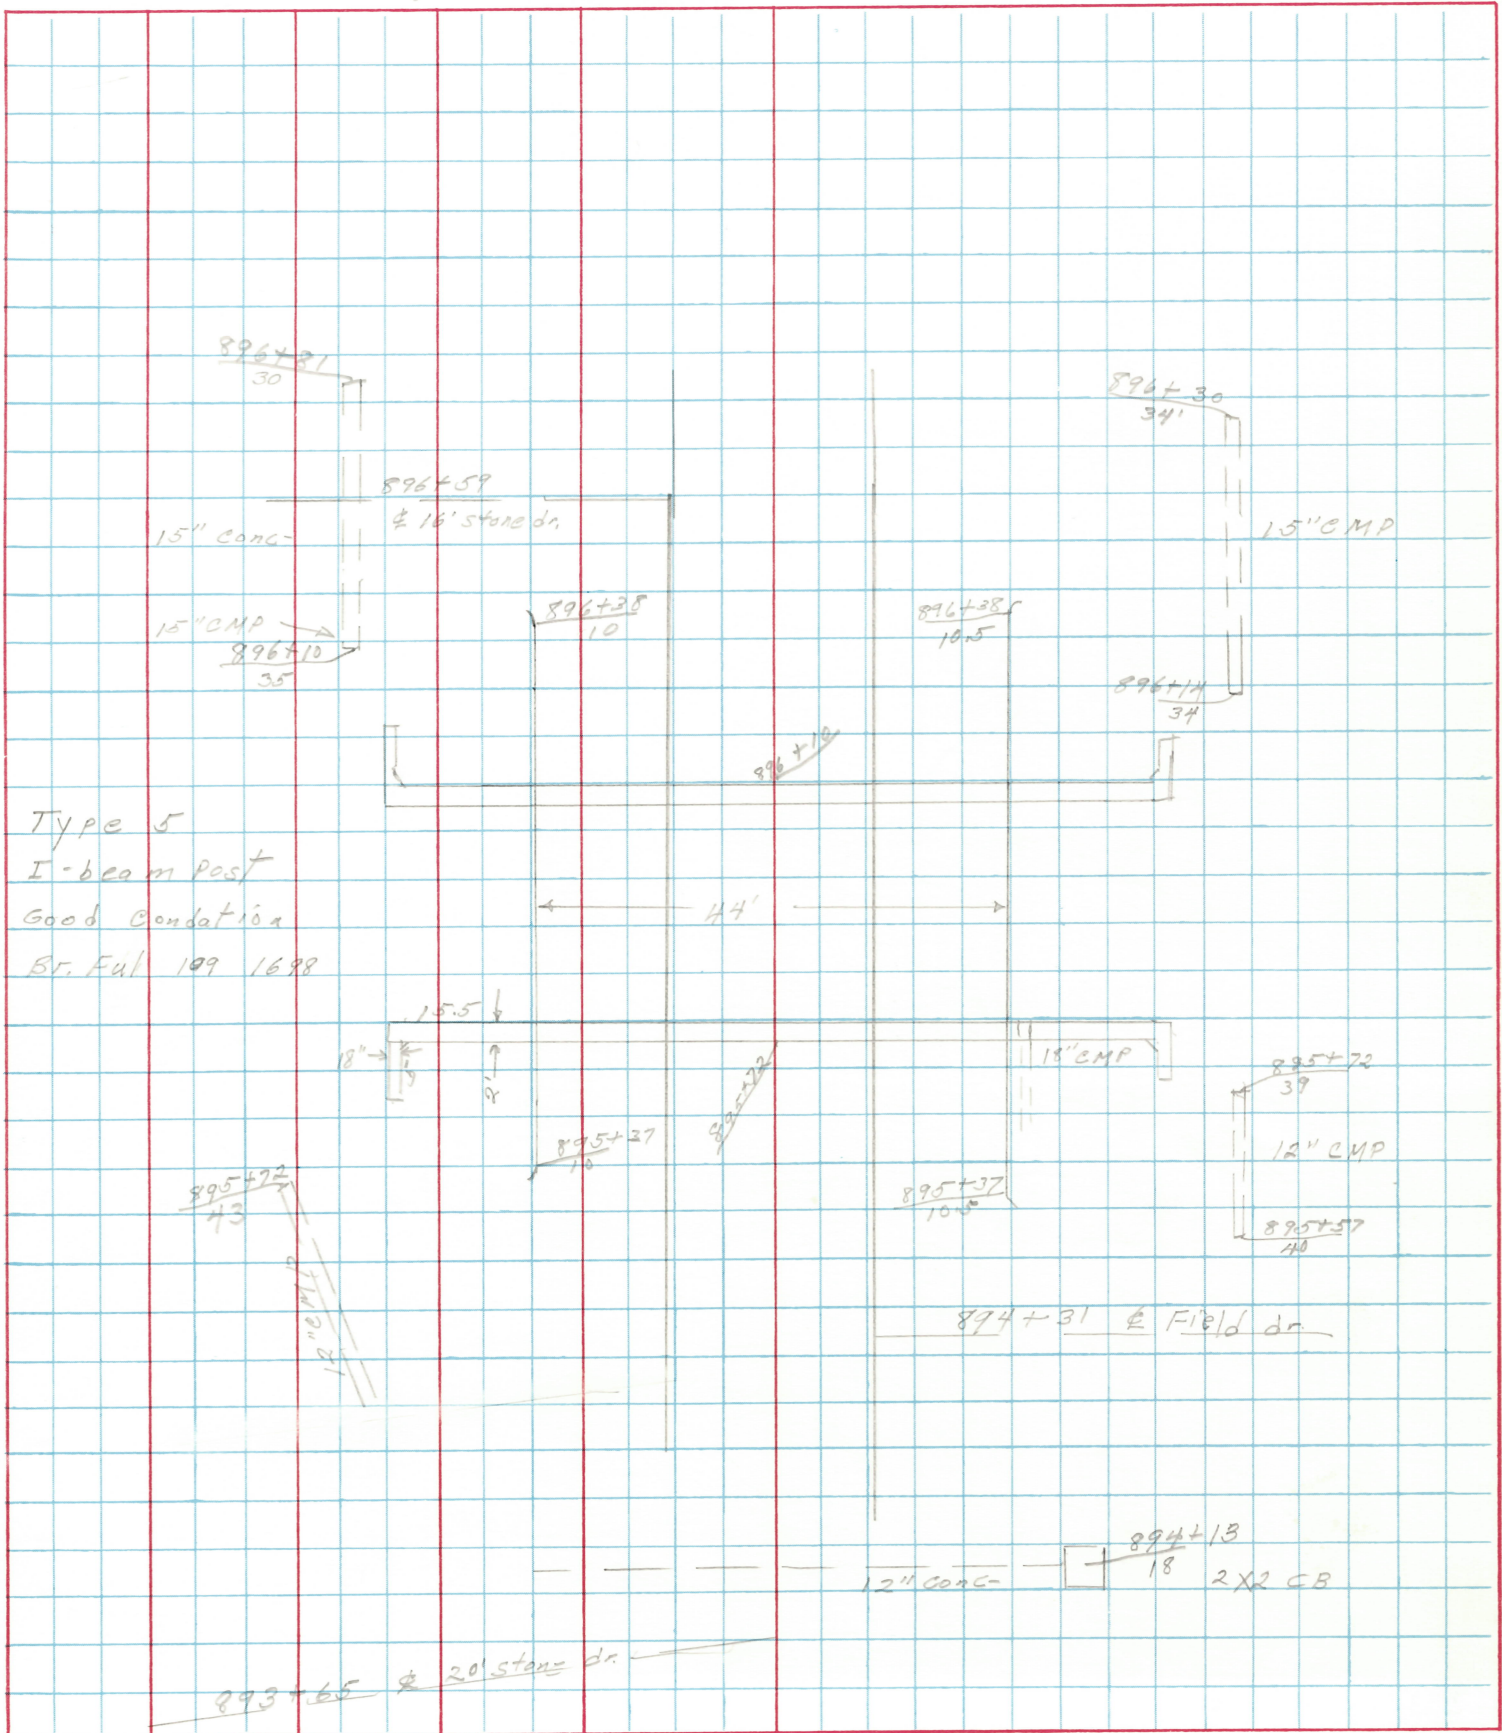 896+81
30
896+30
34'
896+59
℄ 16' stone dr.
15" conc-
15" CMP
15" CMP
896+10
35
896+38
10
896+38
10.5
896+14
34
896+10
Type 5
I-beam Post
Good Condation
44'
Br. Ful 109 1698
15.5
18"
5'
2'
18" CMP
895+72
895+72
39
12" CMP
895+57
40
895+37
10
895+37
10.5
895+72
43
12" CMP
894+31 ℄ Field dr.
894+13
18
2X2 CB
12" conc-
893+65 ℄ 20' stone dr.